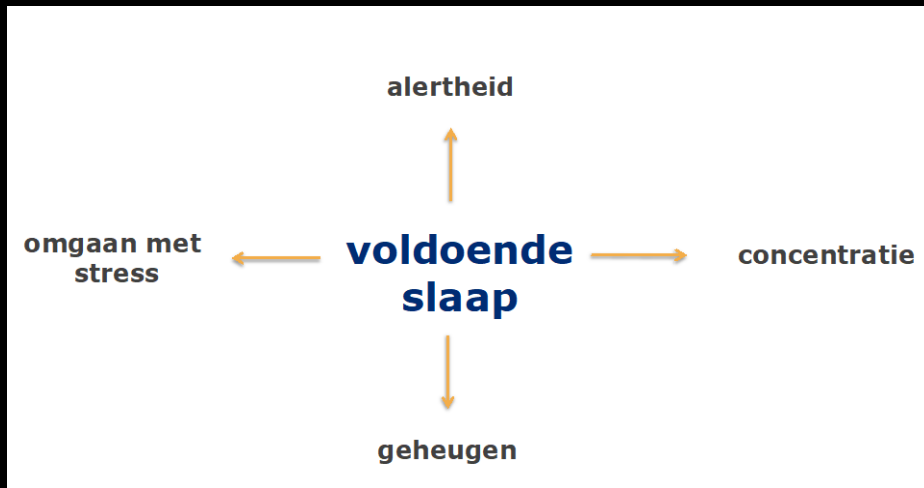 alertheid
omgaan met
stress
voldoende
slaap
concentratie
geheugen